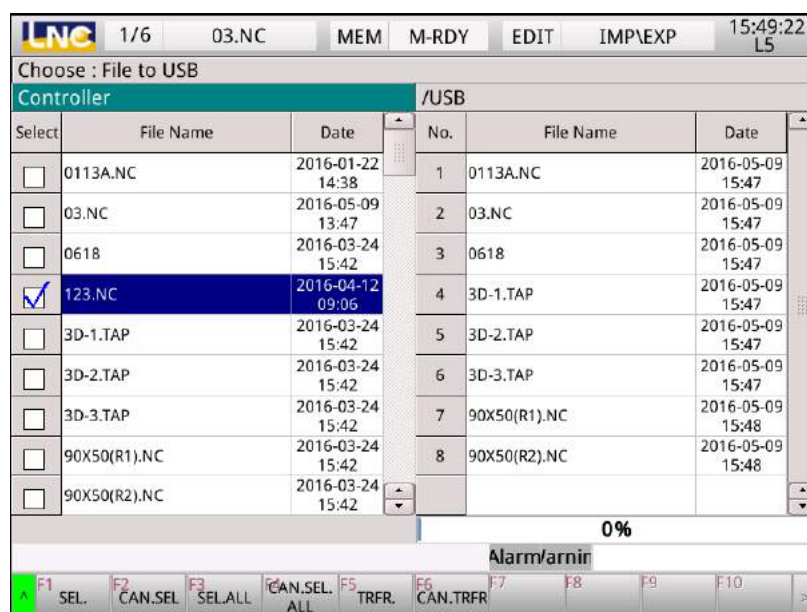 LNC 1/6 03.NC MEM M-RDY EDIT IMP\EXP 15:49:22
L5
Choose : File to USB
Controller /USB
Select File Name Date No. File Name Date
0113A.NC 2016-01-22 14:38 1 0113A.NC 2016-05-09 15:47
03.NC 2016-05-09 13:47 2 03.NC 2016-05-09 15:47
0618 2016-03-24 15:42 3 0618 2016-05-09 15:47
123.NC 2016-04-12 09:06 4 3D-1.TAP 2016-05-09 15:47
3D-1.TAP 2016-03-24 15:42 5 3D-2.TAP 2016-05-09 15:47
3D-2.TAP 2016-03-24 15:42 6 3D-3.TAP 2016-05-09 15:47
3D-3.TAP 2016-03-24 15:42 7 90X50(R1).NC 2016-05-09 15:48
90X50(R1).NC 2016-03-24 15:42 8 90X50(R2).NC 2016-05-09 15:48
90X50(R2).NC 2016-03-24 15:42
0%
Alarm/arnin
F1 SEL. F2 CAN.SEL F3 SEL.ALL F4 CAN.SEL. ALL F5 TRFR. F6 CAN.TRFR F7 F8 F9 F10